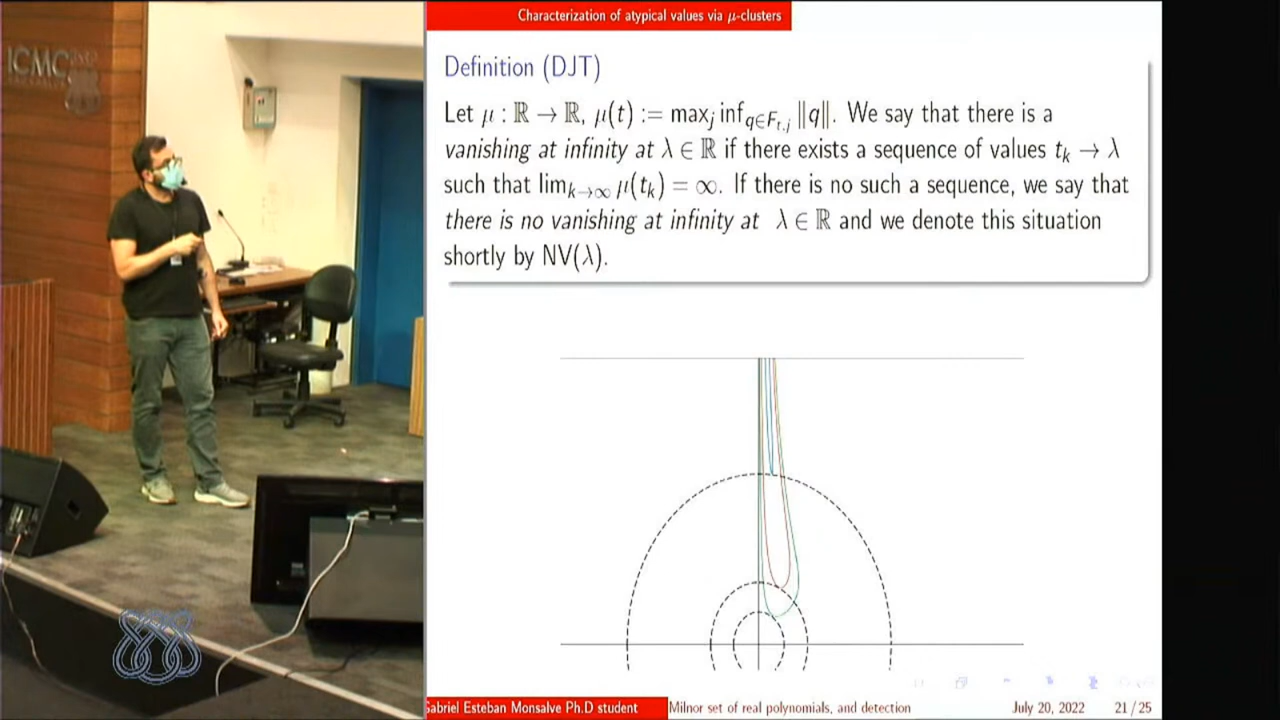 ICMC
Characterization of atypical values via μ-clusters
Definition (DJT)
Let μ : ℝ → ℝ, μ(t) := max_j inf_{q∈F_{t,j}} ‖q‖. We say that there is a
vanishing at infinity at λ ∈ ℝ if there exists a sequence of values t_k → λ
such that lim_{k→∞} μ(t_k) = ∞. If there is no such a sequence, we say that
there is no vanishing at infinity at λ ∈ ℝ and we denote this situation
shortly by NV(λ).
Gabriel Esteban Monsalve Ph.D student
Milnor set of real polynomials, and detection
July 20, 2022
21 / 25